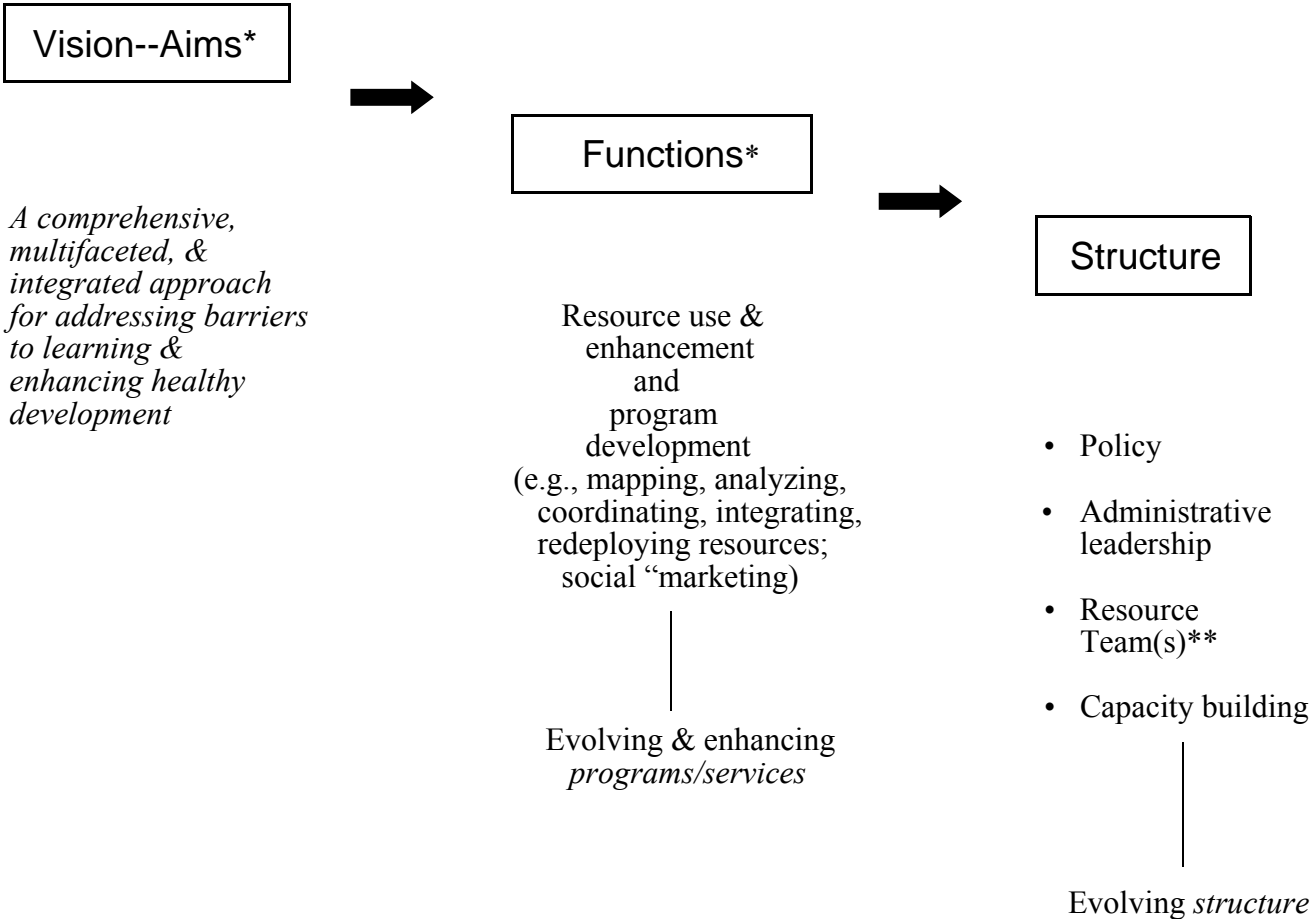 Vision--Aims*
A comprehensive,
multifaceted, &
integrated approach
for addressing barriers
to learning &
enhancing healthy
development
Functions*
Resource use &
enhancement
and
program
development
(e.g., mapping, analyzing,
coordinating, integrating,
redeploying resources;
social “marketing)
Evolving & enhancing
programs/services
Structure
• Policy
• Administrative
leadership
• Resource
Team(s)**
• Capacity building
Evolving structure